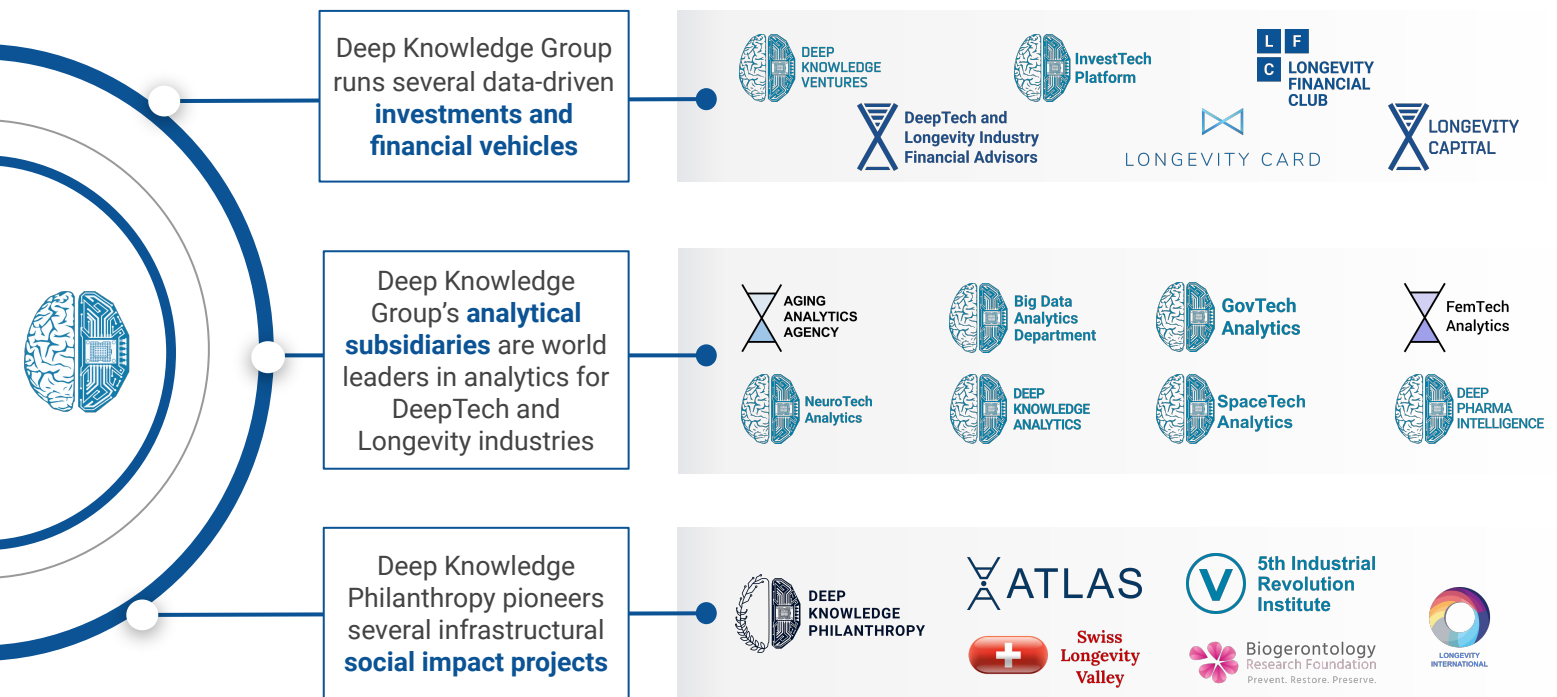 Deep Knowledge Group
runs several data-driven
investments and
financial vehicles
DEEP
KNOWLEDGE
VENTURES
InvestTech
Platform
L F
C LONGEVITY
FINANCIAL
CLUB
DeepTech and
Longevity Industry
Financial Advisors
LONGEVITY CARD
LONGEVITY
CAPITAL
Deep Knowledge
Group's analytical
subsidiaries are world
leaders in analytics for
DeepTech and
Longevity industries
AGING
ANALYTICS
AGENCY
Big Data
Analytics
Department
GovTech
Analytics
FemTech
Analytics
NeuroTech
Analytics
DEEP
KNOWLEDGE
ANALYTICS
SpaceTech
Analytics
DEEP
PHARMA
INTELLIGENCE
Deep Knowledge
Philanthropy pioneers
several infrastructural
social impact projects
DEEP
KNOWLEDGE
PHILANTHROPY
ATLAS
V
5th Industrial
Revolution
Institute
Swiss
Longevity
Valley
Biogerontology
Research Foundation
Prevent. Restore. Preserve.
LONGEVITY
INTERNATIONAL